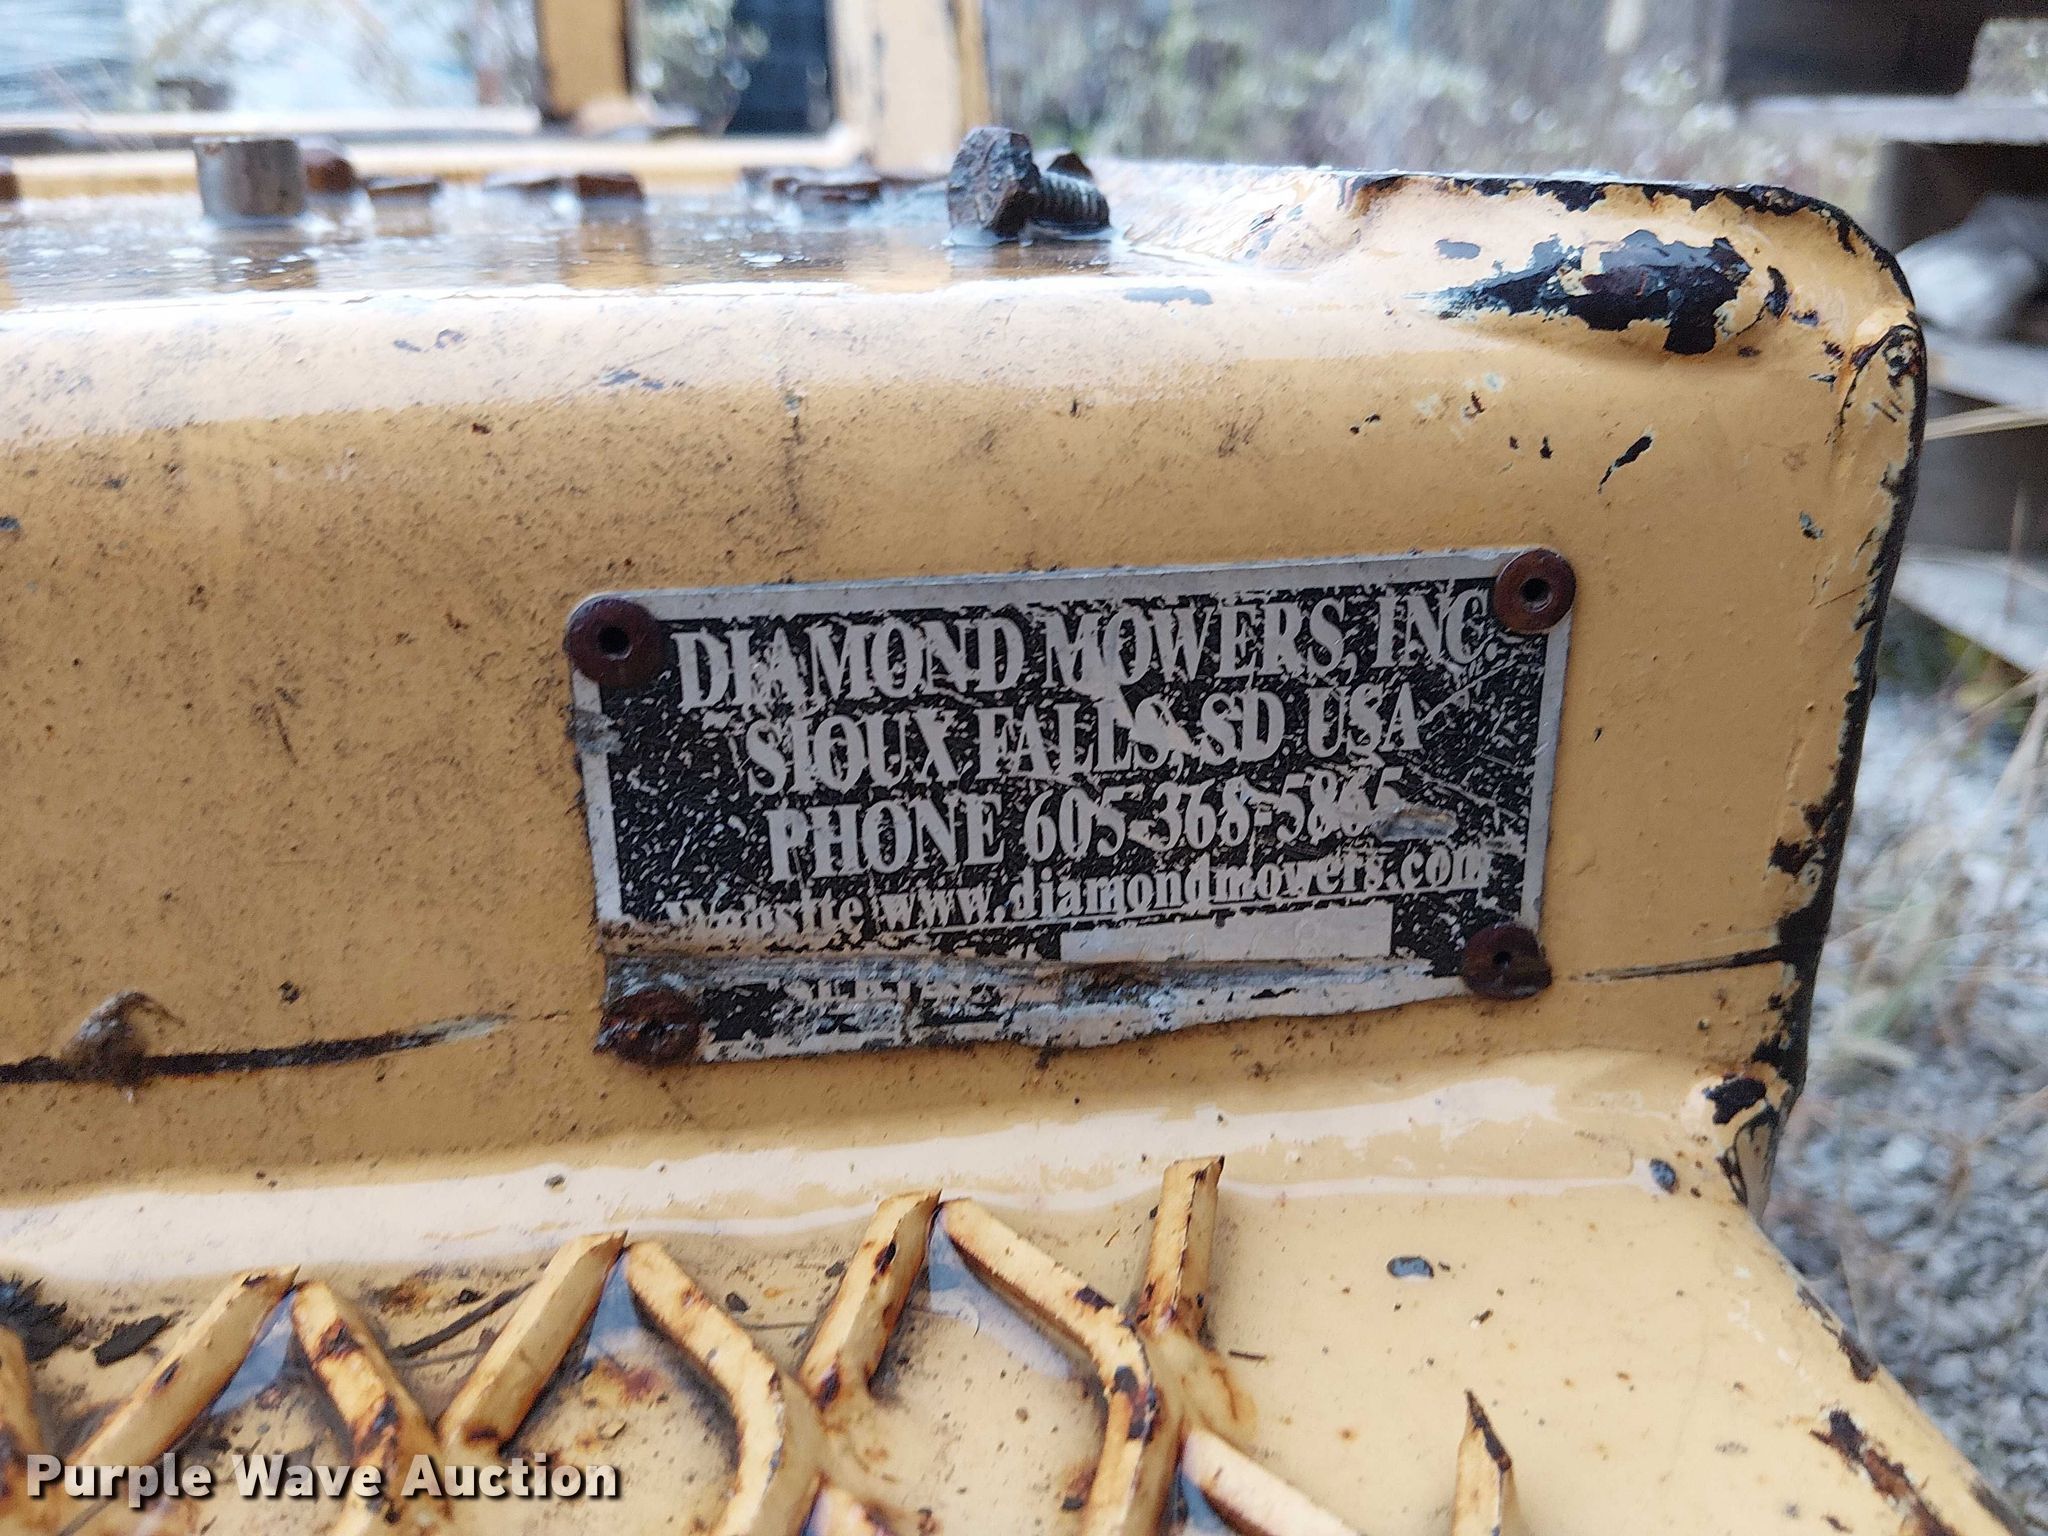 DIAMOND MOWERS, INC.
SIOUX FALLS, SD. USA
PHONE 605-368-5865
Website www.diamondmowers.com
Purple Wave Auction